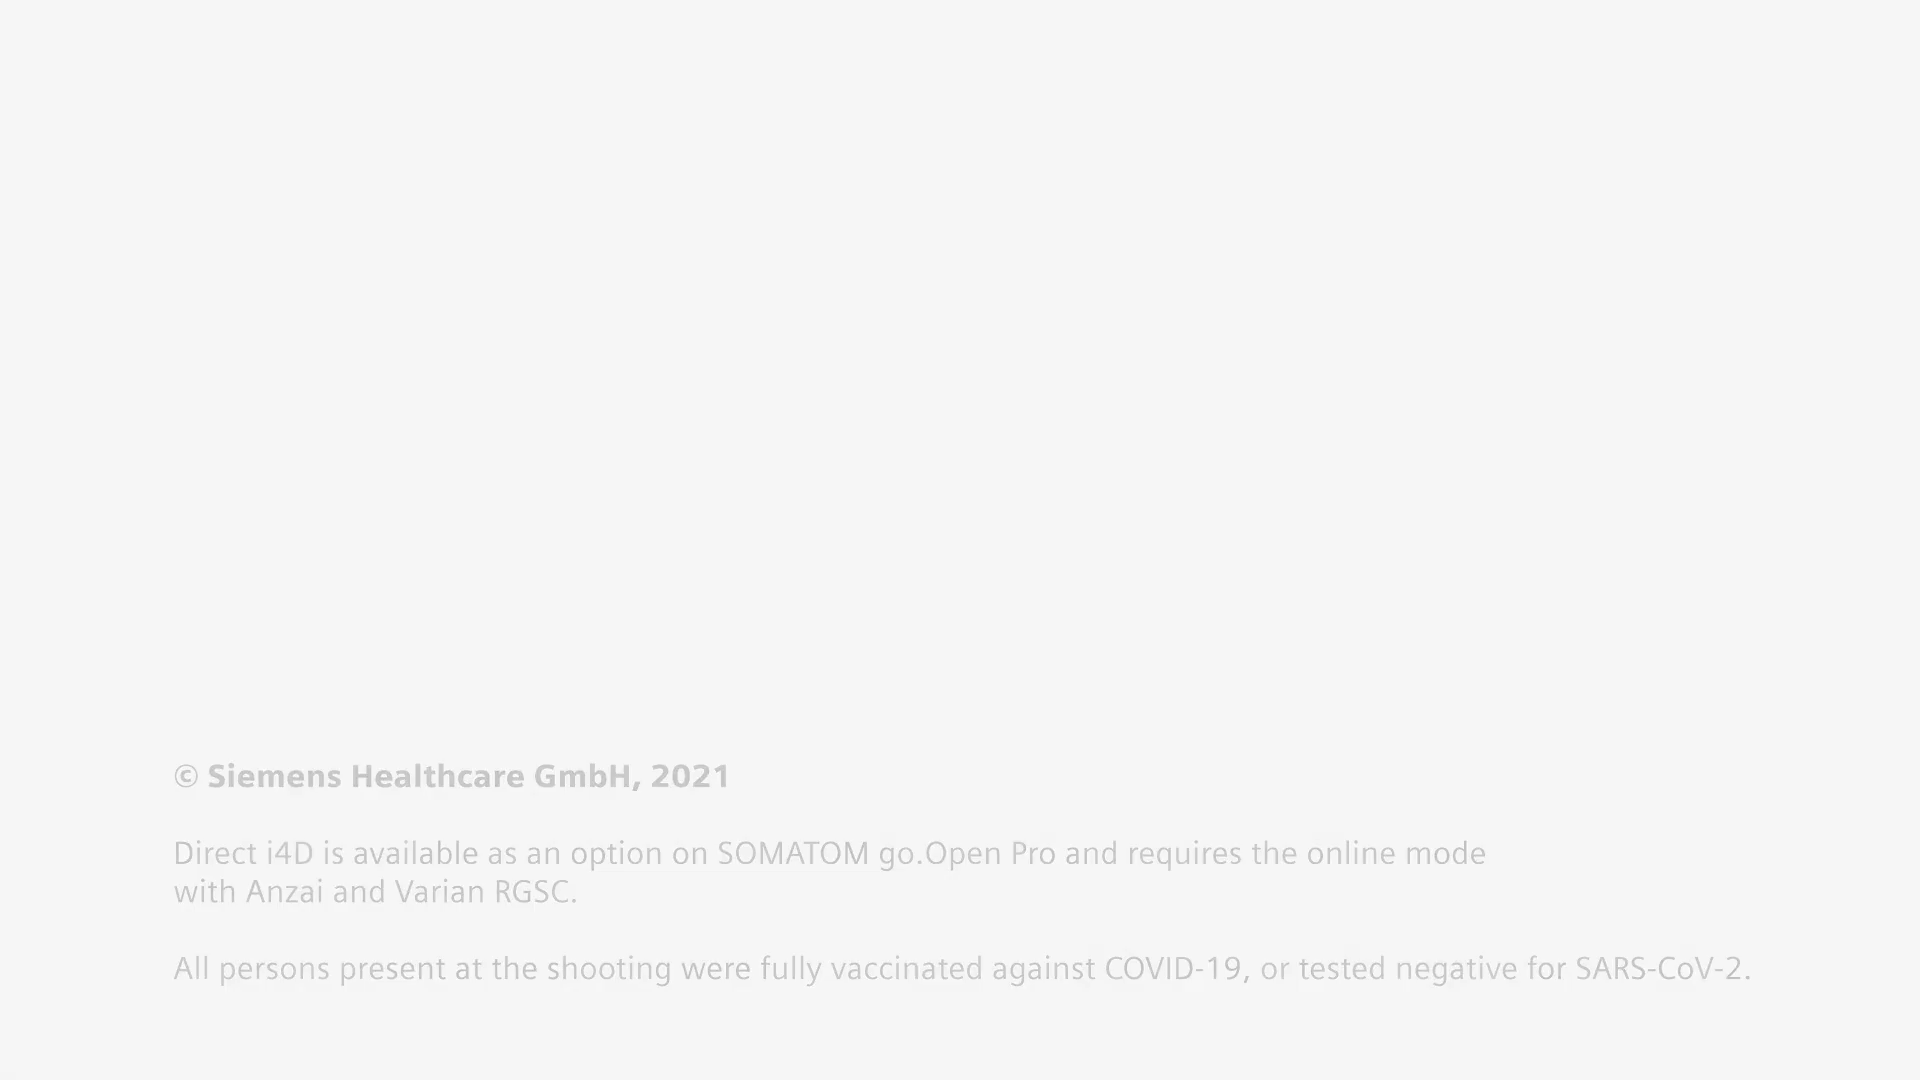 © Siemens Healthcare GmbH, 2021
Direct i4D is available as an option on SOMATOM go.Open Pro and requires the online mode
with Anzai and Varian RGSC.
All persons present at the shooting were fully vaccinated against COVID-19, or tested negative for SARS-CoV-2.